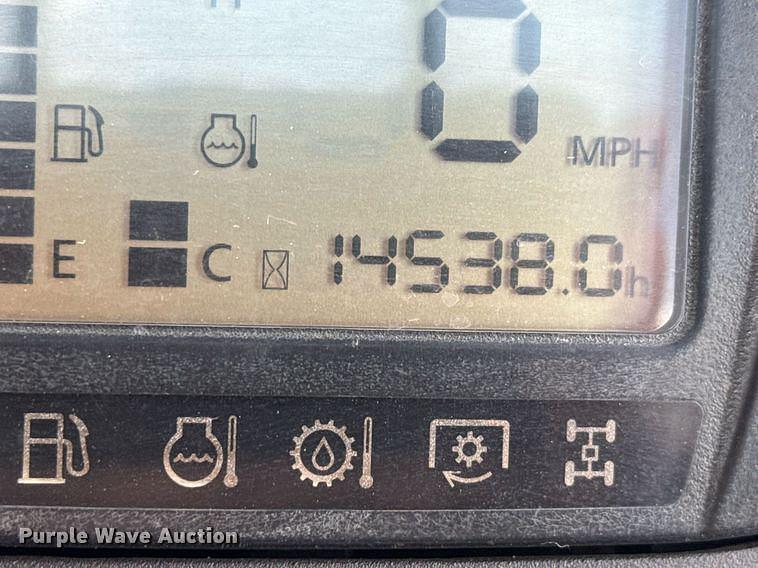 0
MPH
E C 14538.0h
Purple Wave Auction